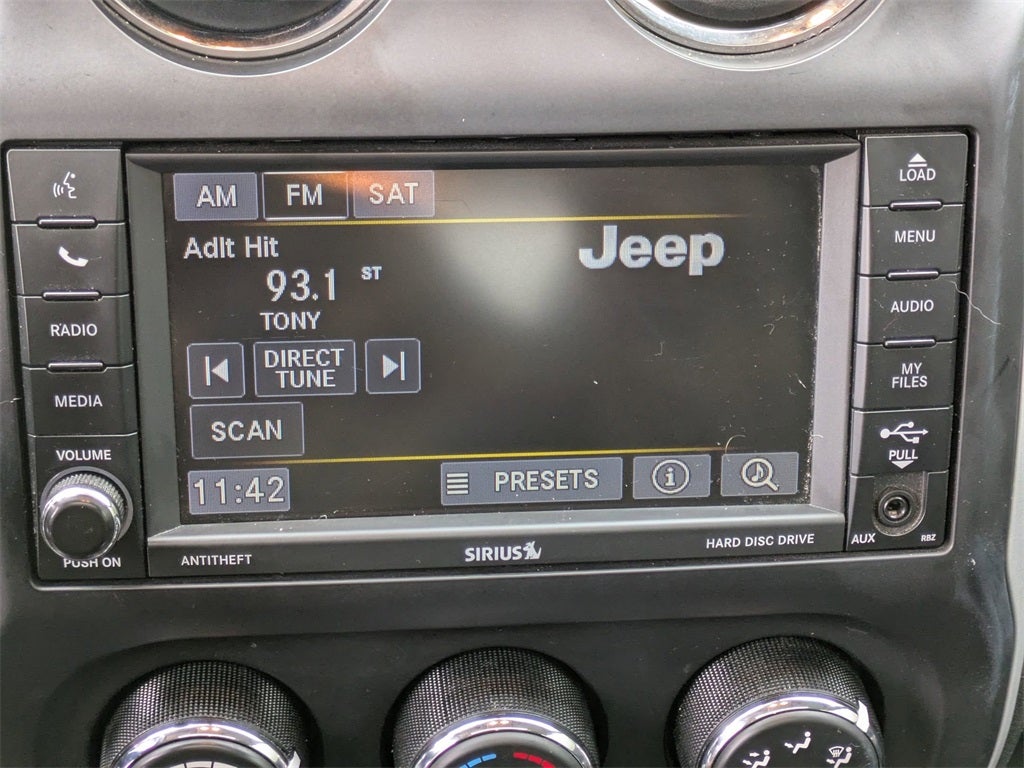 AM FM SAT
Adlt Hit
93.1 ST
TONY
DIRECT
TUNE
SCAN
11:42 PRESETS
Jeep
RADIO
MEDIA
VOLUME
PUSH ON
LOAD
MENU
AUDIO
MY
FILES
PULL
AUX RBZ
ANTITHEFT SIRIUS HARD DISC DRIVE